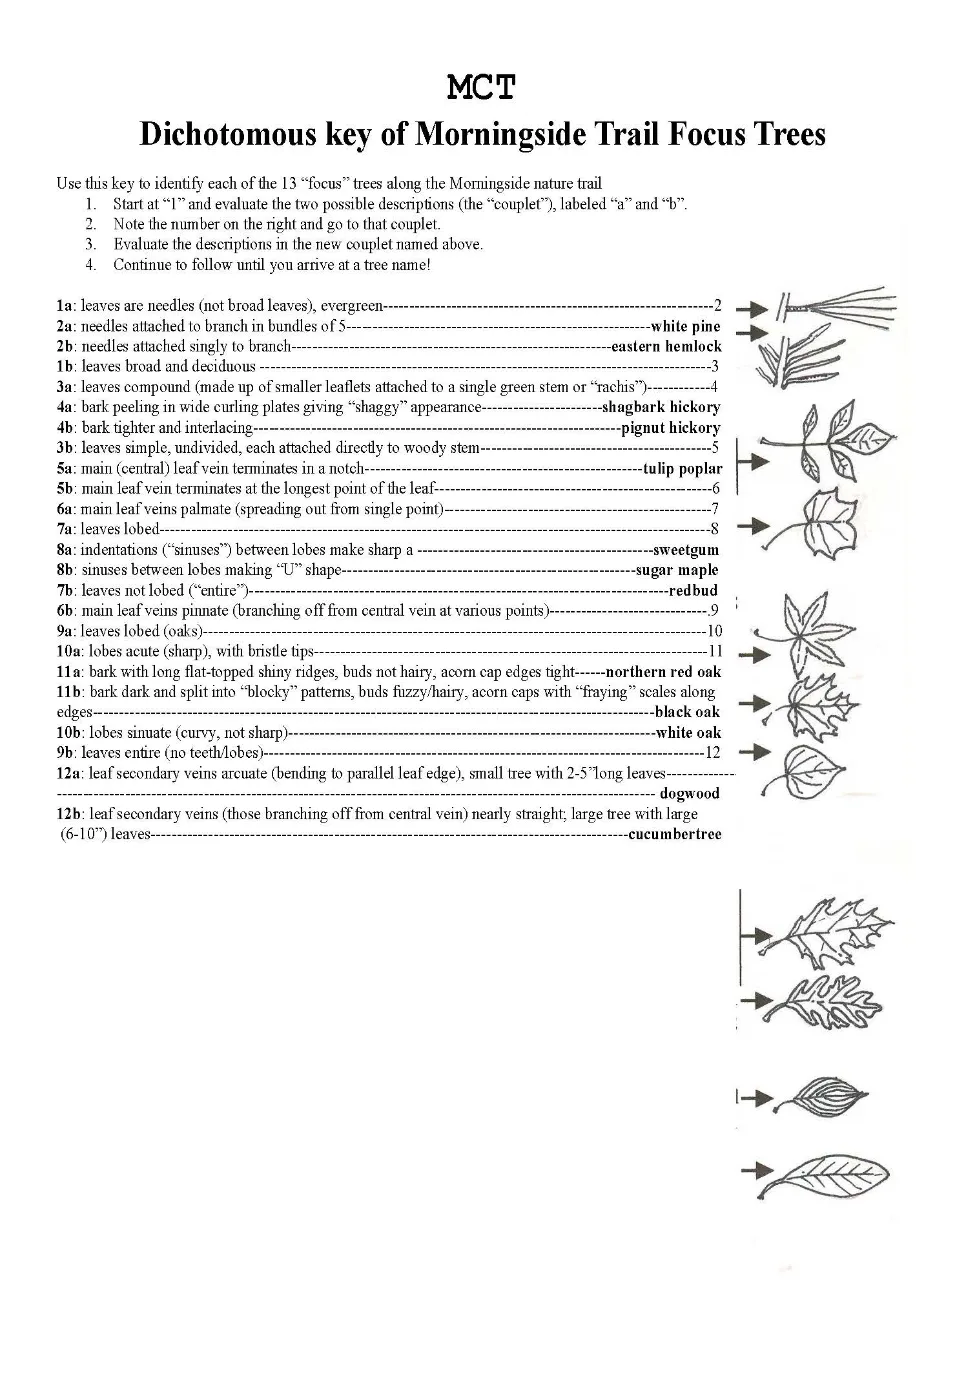 MCT
Dichotomous key of Morningside Trail Focus Trees
Use this key to identify each of the 13 “focus” trees along the Morningside nature trail
1. Start at “1” and evaluate the two possible descriptions (the “couplet”), labeled “a” and “b”.
2. Note the number on the right and go to that couplet.
3. Evaluate the descriptions in the new couplet named above.
4. Continue to follow until you arrive at a tree name!
1a: leaves are needles (not broad leaves), evergreen---------------------------------------------------------------2
2a: needles attached to branch in bundles of 5----------------------------------------------------------white pine
2b: needles attached singly to branch-------------------------------------------------------------eastern hemlock
1b: leaves broad and deciduous --------------------------------------------------------------------------------------3
3a: leaves compound (made up of smaller leaflets attached to a single green stem or “rachis”)------------4
4a: bark peeling in wide curling plates giving “shaggy” appearance-----------------------shagbark hickory
4b: bark tighter and interlacing----------------------------------------------------------------------pignut hickory
3b: leaves simple, undivided, each attached directly to woody stem--------------------------------------------5
5a: main (central) leaf vein terminates in a notch-----------------------------------------------------tulip poplar
5b: main leaf vein terminates at the longest point of the leaf-----------------------------------------------------6
6a: main leaf veins palmate (spreading out from single point)---------------------------------------------------7
7a: leaves lobed---------------------------------------------------------------------------------------------------------8
8a: indentations (“sinuses”) between lobes make sharp a ---------------------------------------------sweetgum
8b: sinuses between lobes making “U” shape--------------------------------------------------------sugar maple
7b: leaves not lobed (“entire”)--------------------------------------------------------------------------------redbud
6b: main leaf veins pinnate (branching off from central vein at various points)------------------------------.9
9a: leaves lobed (oaks)------------------------------------------------------------------------------------------------10
10a: lobes acute (sharp), with bristle tips---------------------------------------------------------------------------11
11a: bark with long flat-topped shiny ridges, buds not hairy, acorn cap edges tight------northern red oak
11b: bark dark and split into “blocky” patterns, buds fuzzy/hairy, acorn caps with “fraying” scales along
edges-----------------------------------------------------------------------------------------------------------black oak
10b: lobes sinuate (curvy, not sharp)----------------------------------------------------------------------white oak
9b: leaves entire (no teeth/lobes)------------------------------------------------------------------------------------12
12a: leaf secondary veins arcuate (bending to parallel leaf edge), small tree with 2-5”long leaves-------------
------------------------------------------------------------------------------------------------------------------ dogwood
12b: leaf secondary veins (those branching off from central vein) nearly straight; large tree with large
(6-10”) leaves-------------------------------------------------------------------------------------------cucumbertree